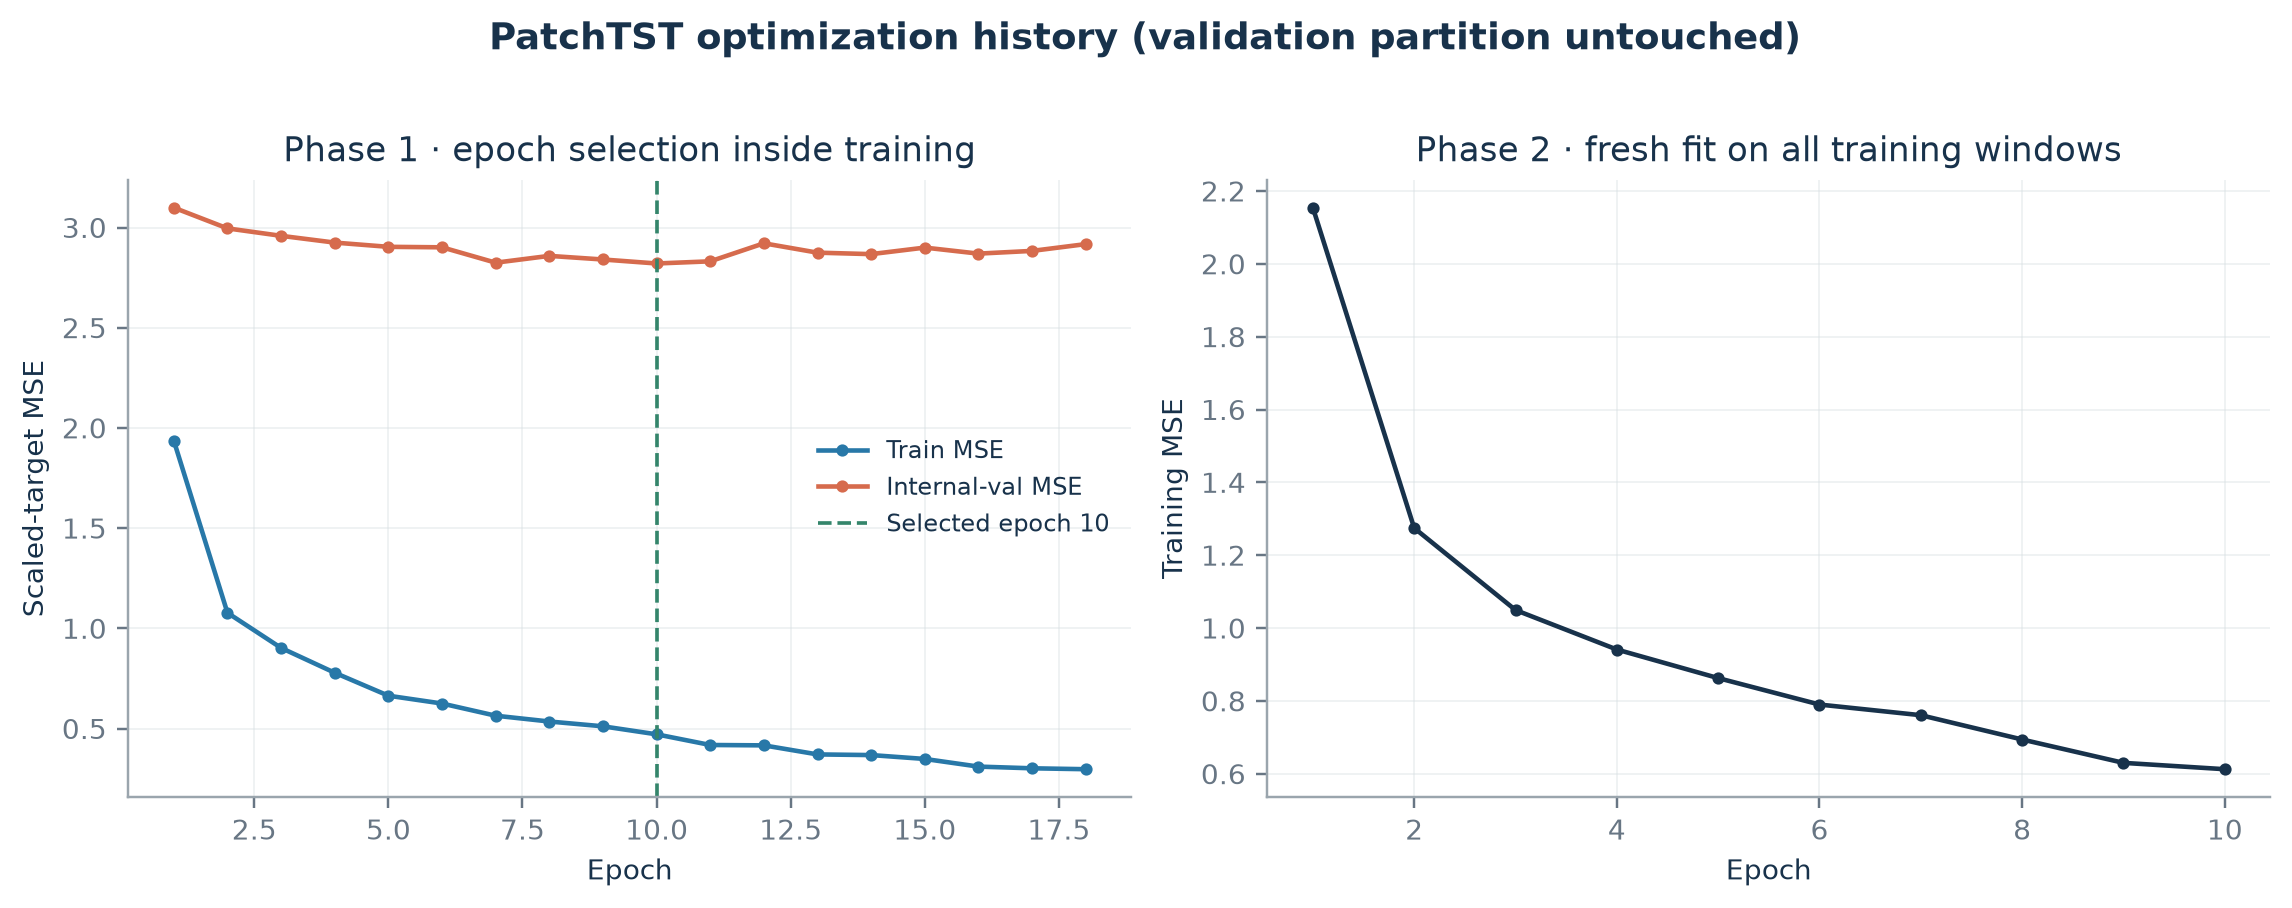 PatchTST optimization history (validation partition untouched)
Phase 1 · epoch selection inside training
3.0
2.5
2.0
1.5
1.0
0.5
Scaled-target MSE
Train MSE
Internal-val MSE
Selected epoch 10
2.5 5.0 7.5 10.0 12.5 15.0 17.5
Epoch
Phase 2 · fresh fit on all training windows
2.2
2.0
1.8
1.6
1.4
1.2
1.0
0.8
0.6
Training MSE
2 4 6 8 10
Epoch